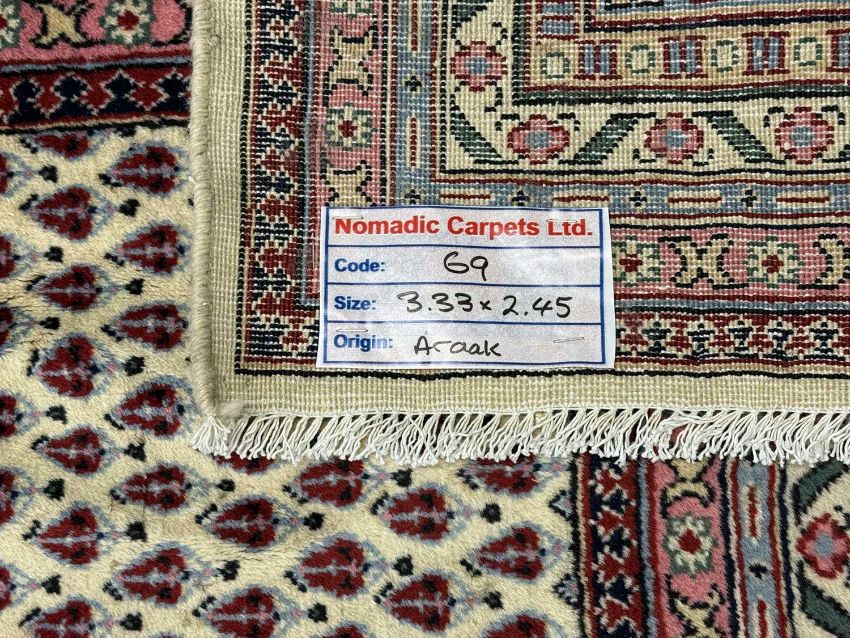 Nomadic Carpets Ltd.
Code: 69
Size: 3.33 x 2.45
Origin: Araak